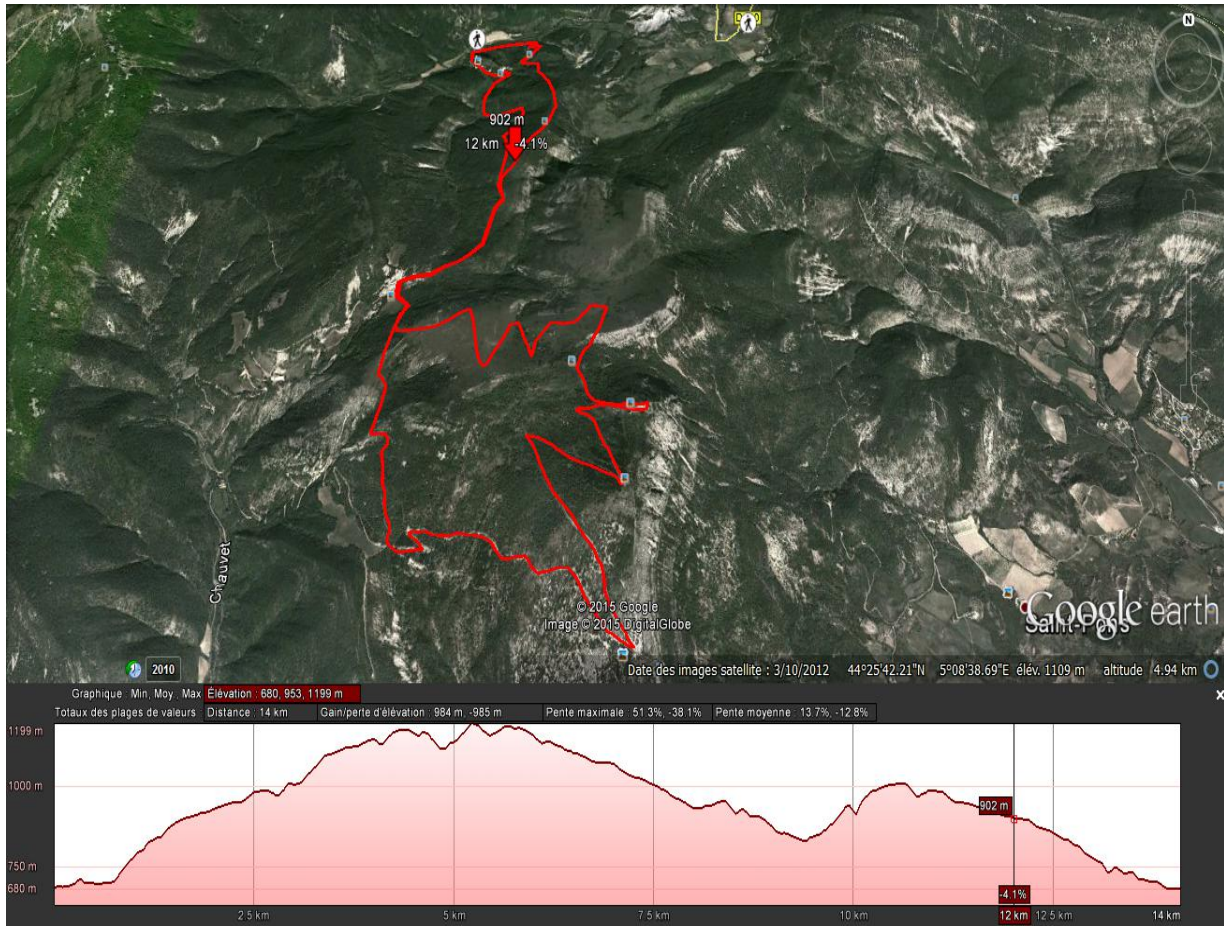 N
902 m
12 km -4.1%
Chauvet
© 2015 Google
Image © 2015 DigitalGlobe
Google earth
2010
Date des images satellite : 3/10/2012 44°25'42.21"N 5°08'38.69"E élév. 1109 m altitude 4.94 km
Graphique : Min, Moy., Max Élévation : 680, 953, 1199 m
x
Totaux des plages de valeurs Distance : 14 km Gain/perte d'élévation : 984 m, -985 m Pente maximale : 51.3%, -38.1% Pente moyenne : 13.7%, -12.8%
1199 m
1000 m
902 m
750 m
680 m
-4.1%
2.5 km 5 km 7.5 km 10 km 12 km 12.5 km 14 km